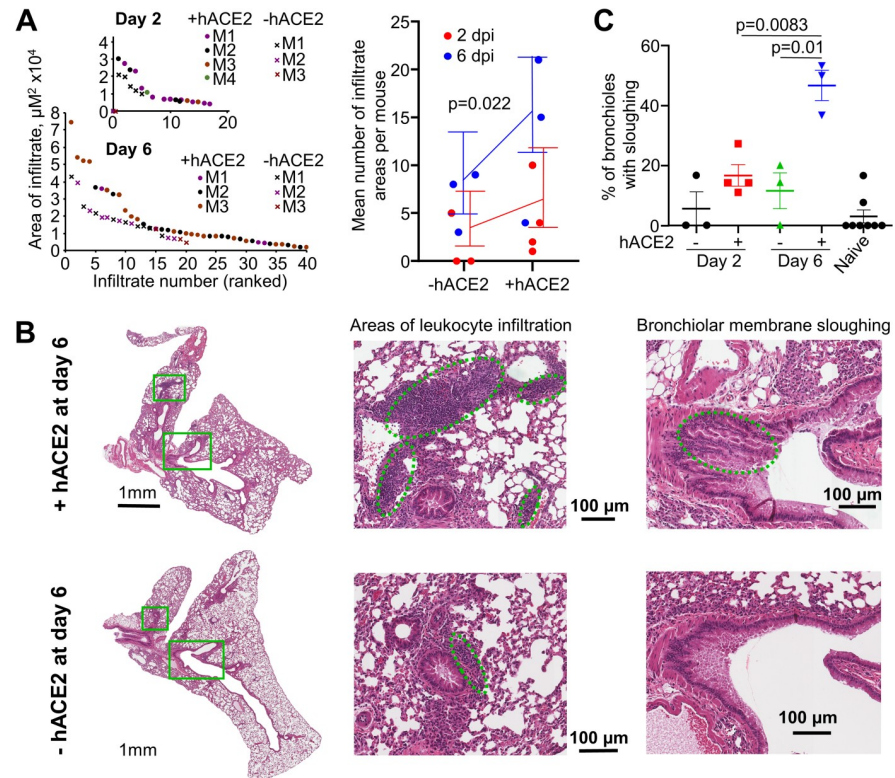 A
Day 2 +hACE2 -hACE2
M1 M1
M2 M2
M3 M3
M4
4
3
2
1
0
0 10 20
Area of infiltrate, µM² x10⁴
Day 6 +hACE2 -hACE2
M1 M1
M2 M2
M3 M3
8
7
6
5
4
3
2
1
0
0 5 10 15 20 25 30 35 40
Infiltrate number (ranked)
Mean number of infiltrate
areas per mouse
25
20
15
10
5
0
2 dpi
6 dpi
p=0.022
-hACE2 +hACE2
C
p=0.0083
p=0.01
% of bronchioles
with sloughing
60
40
20
0
hACE2 - + - +
Day 2 Day 6 Naïve
B
Areas of leukocyte infiltration Bronchiolar membrane sloughing
+ hACE2 at day 6
1mm
100 µm
100 µm
- hACE2 at day 6
1mm
100 µm
100 µm